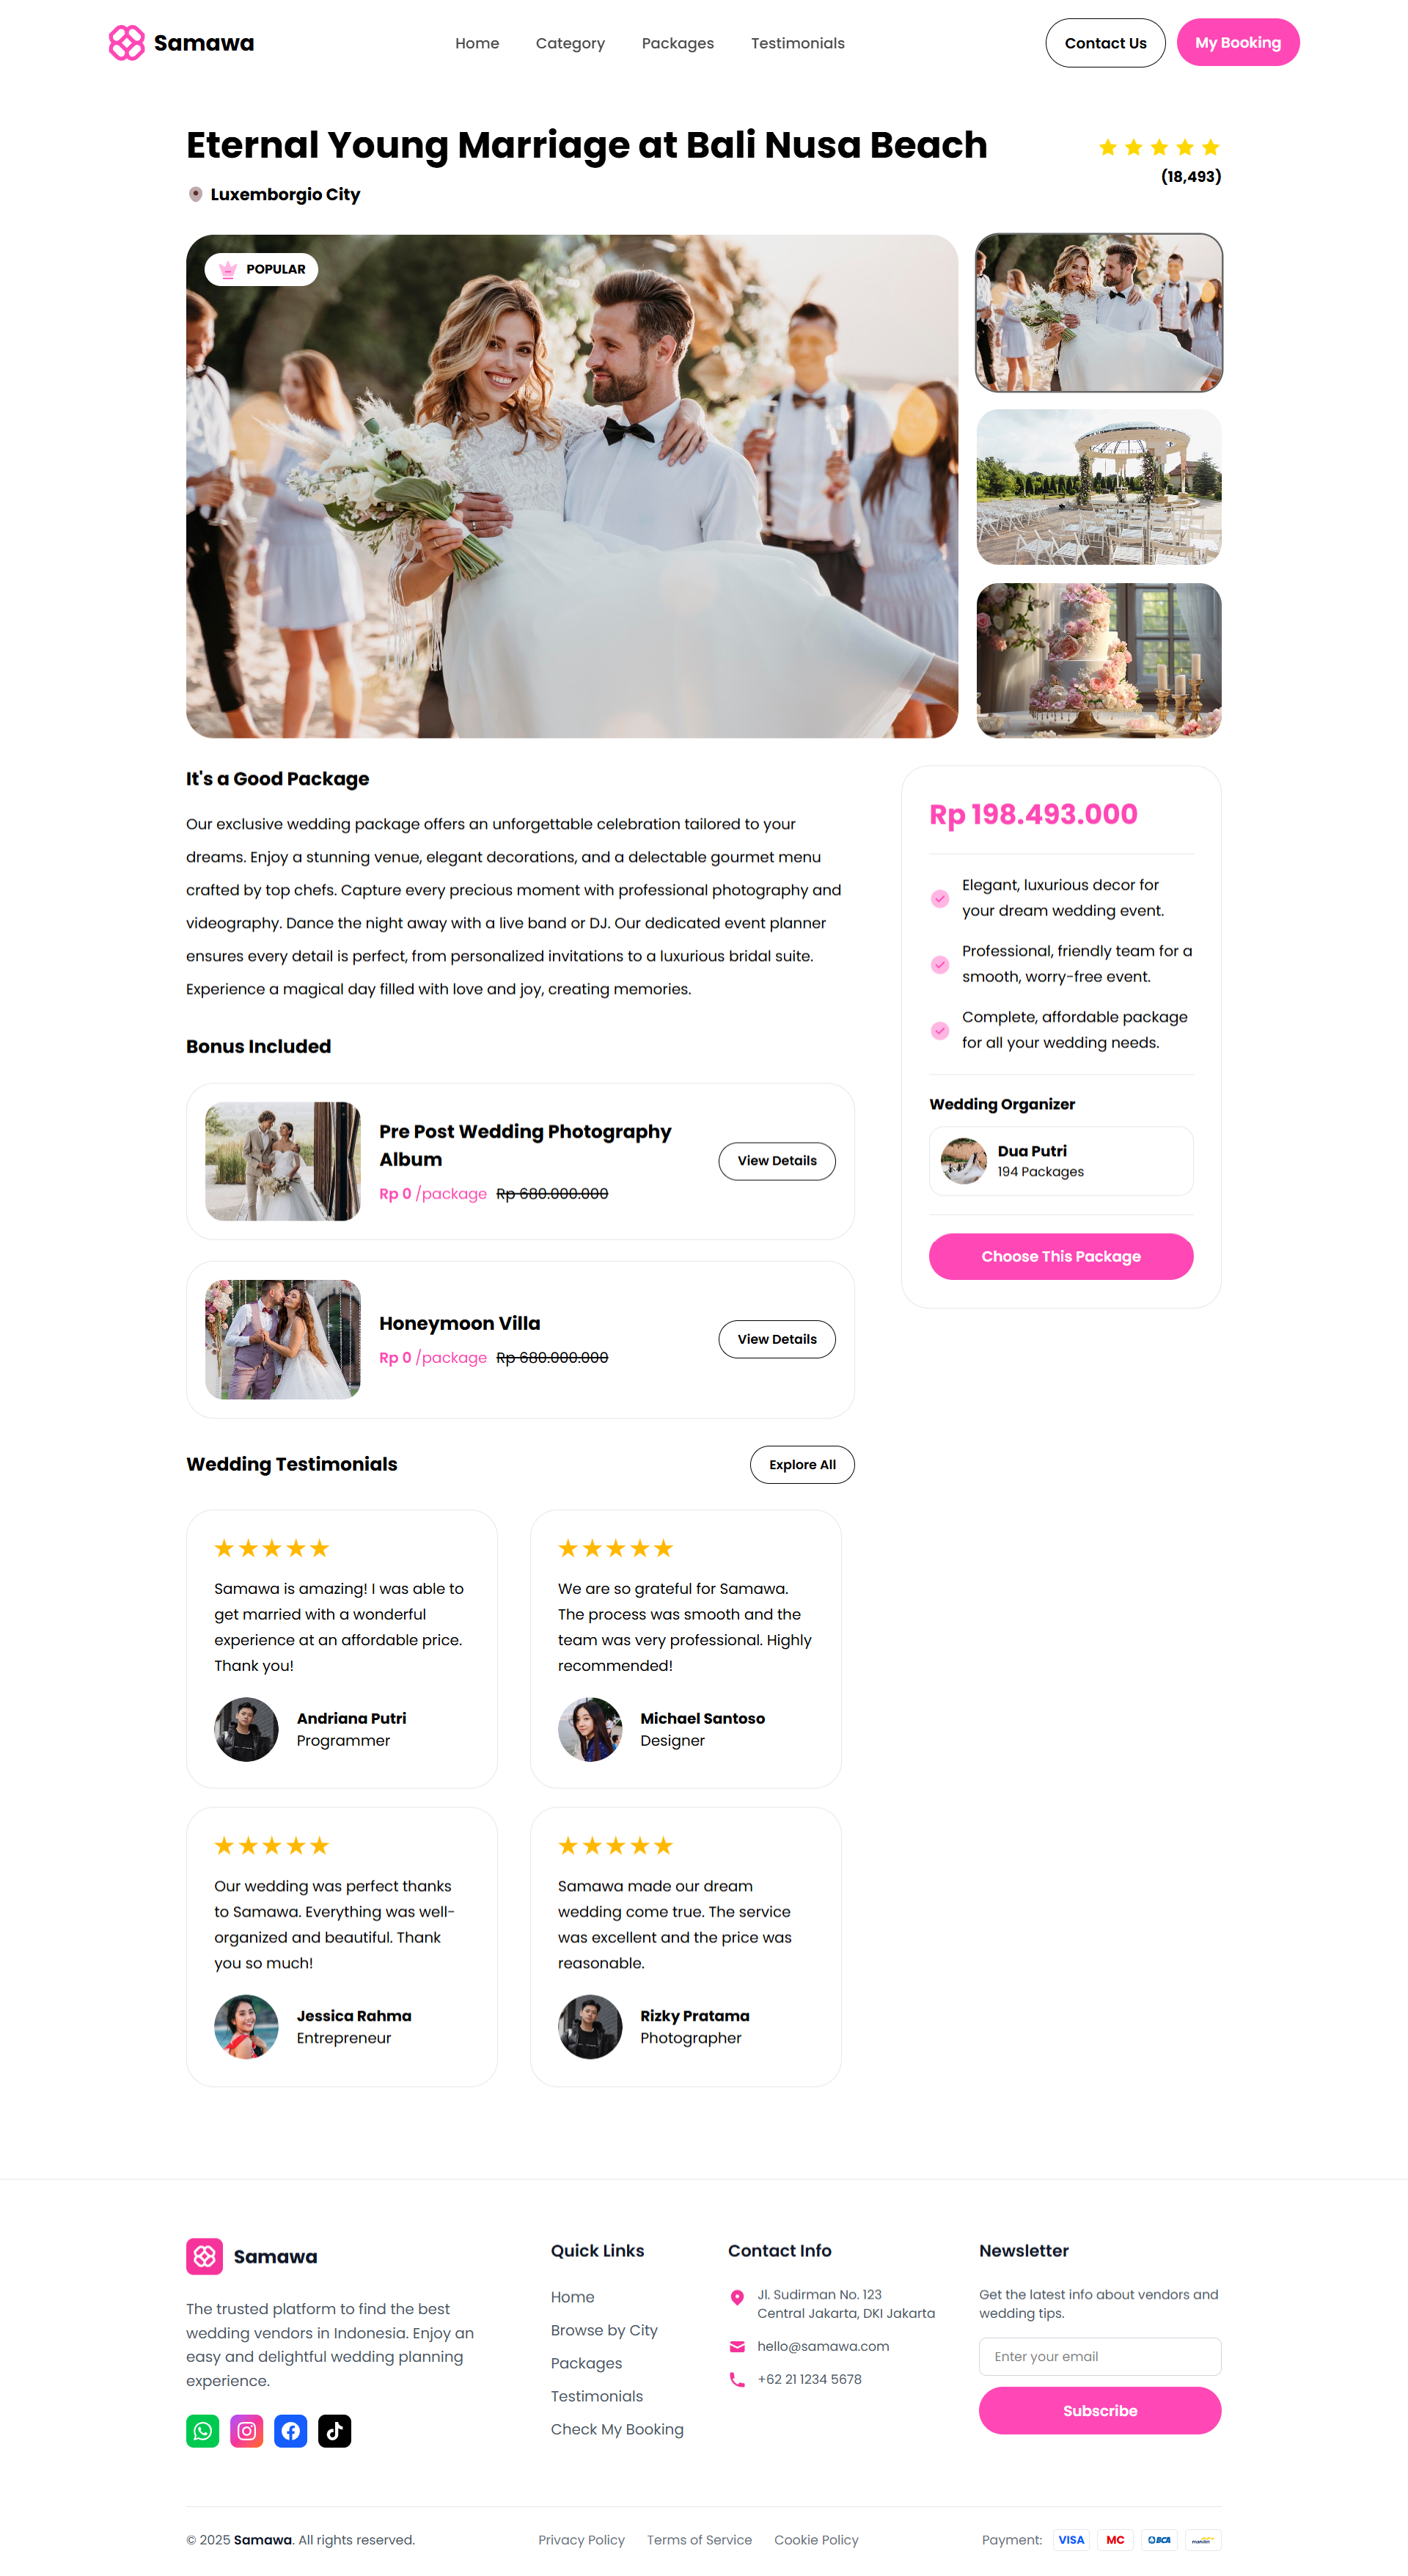 Samawa
Home
Category
Packages
Testimonials
Contact Us
My Booking
Eternal Young Marriage at Bali Nusa Beach
(18,493)
Luxemborgio City
POPULAR
It's a Good Package
Our exclusive wedding package offers an unforgettable celebration tailored to your
dreams. Enjoy a stunning venue, elegant decorations, and a delectable gourmet menu
crafted by top chefs. Capture every precious moment with professional photography and
videography. Dance the night away with a live band or DJ. Our dedicated event planner
ensures every detail is perfect, from personalized invitations to a luxurious bridal suite.
Experience a magical day filled with love and joy, creating memories.
Bonus Included
Pre Post Wedding Photography
Album
Rp 0 /package Rp 680.000.000
View Details
Honeymoon Villa
Rp 0 /package Rp 680.000.000
View Details
Rp 198.493.000
Elegant, luxurious decor for
your dream wedding event.
Professional, friendly team for a
smooth, worry-free event.
Complete, affordable package
for all your wedding needs.
Wedding Organizer
Dua Putri
194 Packages
Choose This Package
Wedding Testimonials
Explore All
Samawa is amazing! I was able to
get married with a wonderful
experience at an affordable price.
Thank you!
Andriana Putri
Programmer
We are so grateful for Samawa.
The process was smooth and the
team was very professional. Highly
recommended!
Michael Santoso
Designer
Our wedding was perfect thanks
to Samawa. Everything was well-
organized and beautiful. Thank
you so much!
Jessica Rahma
Entrepreneur
Samawa made our dream
wedding come true. The service
was excellent and the price was
reasonable.
Rizky Pratama
Photographer
Samawa
The trusted platform to find the best
wedding vendors in Indonesia. Enjoy an
easy and delightful wedding planning
experience.
Quick Links
Home
Browse by City
Packages
Testimonials
Check My Booking
Contact Info
Jl. Sudirman No. 123
Central Jakarta, DKI Jakarta
hello@samawa.com
+62 21 1234 5678
Newsletter
Get the latest info about vendors and
wedding tips.
Enter your email
Subscribe
© 2025 Samawa. All rights reserved.
Privacy Policy
Terms of Service
Cookie Policy
Payment:
VISA
MC
BCA
mandiri